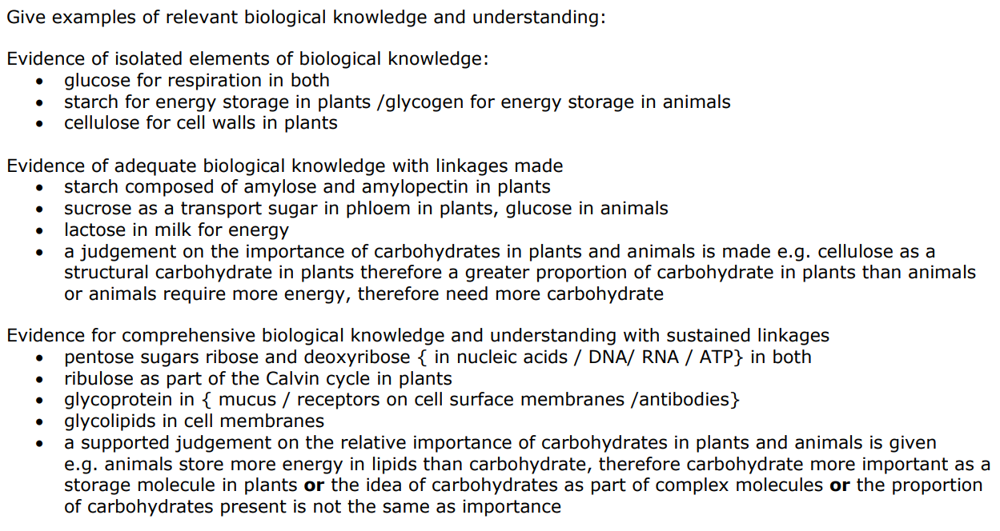 Give examples of relevant biological knowledge and understanding:
Evidence of isolated elements of biological knowledge:
• glucose for respiration in both
• starch for energy storage in plants /glycogen for energy storage in animals
• cellulose for cell walls in plants
Evidence of adequate biological knowledge with linkages made
• starch composed of amylose and amylopectin in plants
• sucrose as a transport sugar in phloem in plants, glucose in animals
• lactose in milk for energy
• a judgement on the importance of carbohydrates in plants and animals is made e.g. cellulose as a
structural carbohydrate in plants therefore a greater proportion of carbohydrate in plants than animals
or animals require more energy, therefore need more carbohydrate
Evidence for comprehensive biological knowledge and understanding with sustained linkages
• pentose sugars ribose and deoxyribose { in nucleic acids / DNA/ RNA / ATP} in both
• ribulose as part of the Calvin cycle in plants
• glycoprotein in { mucus / receptors on cell surface membranes /antibodies}
• glycolipids in cell membranes
• a supported judgement on the relative importance of carbohydrates in plants and animals is given
e.g. animals store more energy in lipids than carbohydrate, therefore carbohydrate more important as a
storage molecule in plants or the idea of carbohydrates as part of complex molecules or the proportion
of carbohydrates present is not the same as importance